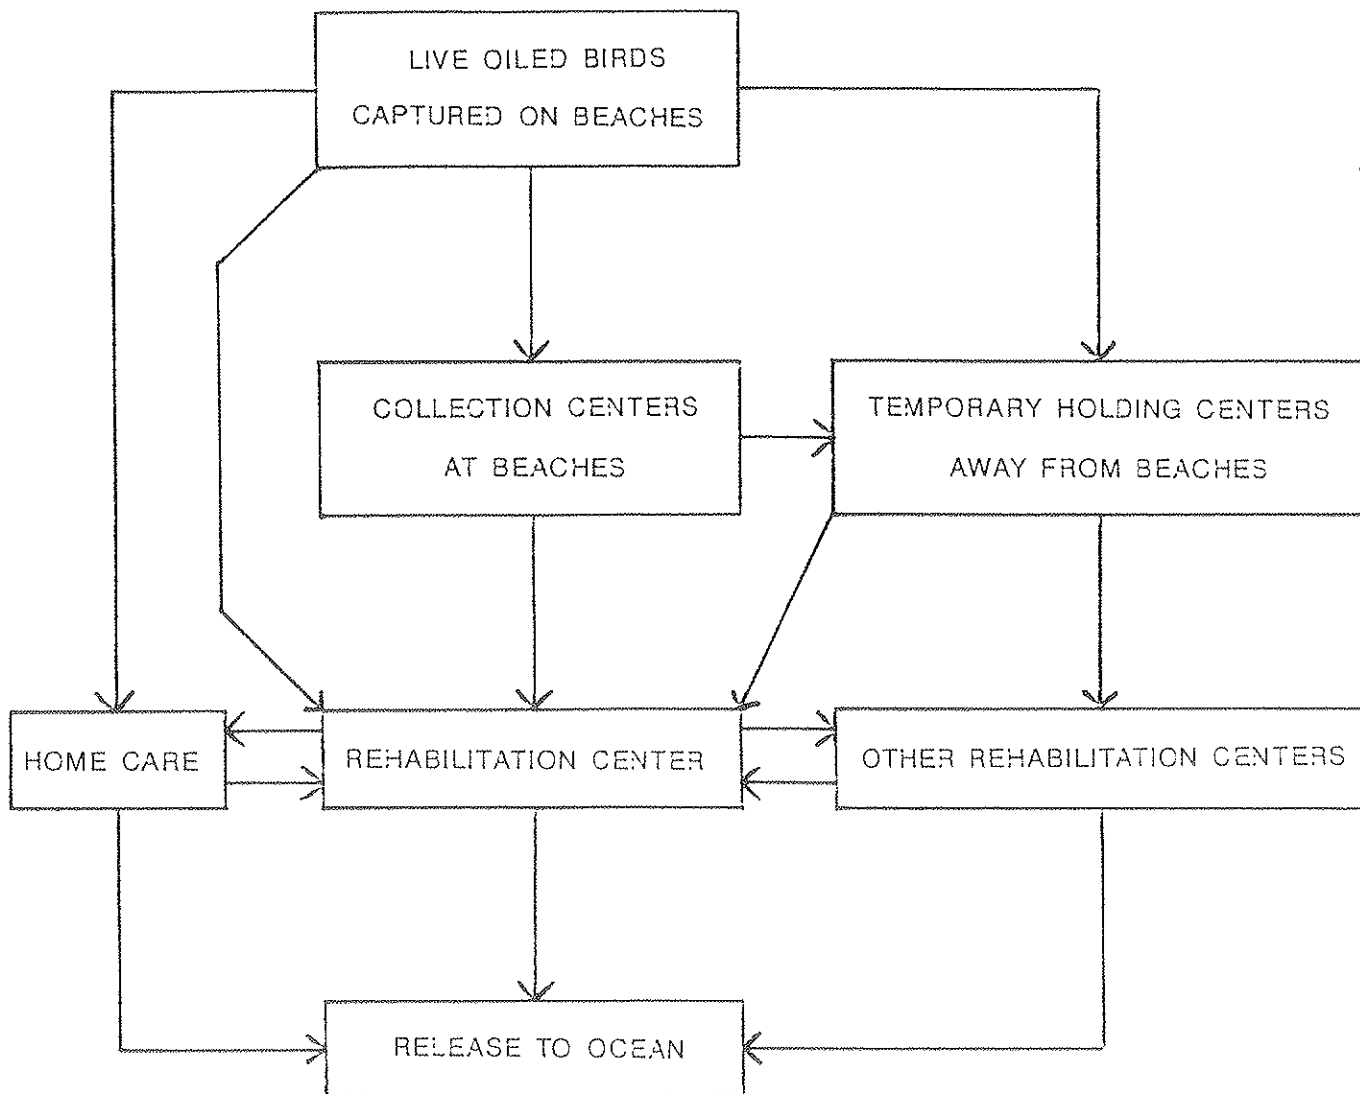 LIVE OILED BIRDS
CAPTURED ON BEACHES
COLLECTION CENTERS
AT BEACHES
TEMPORARY HOLDING CENTERS
AWAY FROM BEACHES
HOME CARE
REHABILITATION CENTER
OTHER REHABILITATION CENTERS
RELEASE TO OCEAN